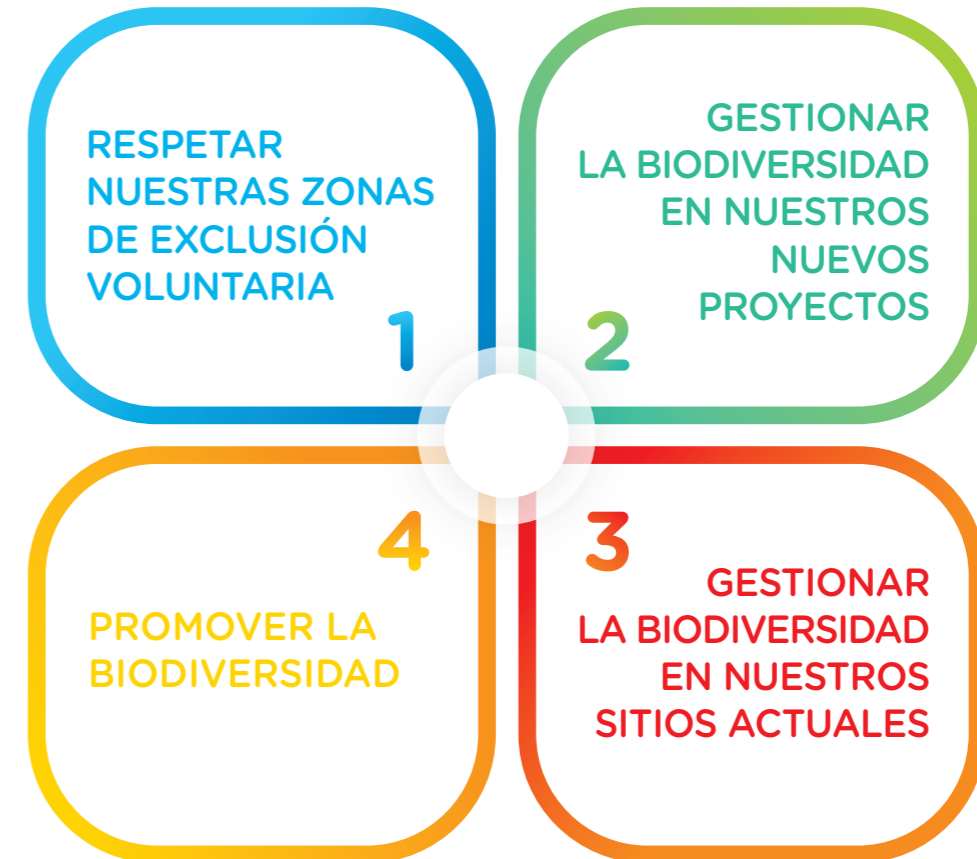 RESPETAR
NUESTRAS ZONAS
DE EXCLUSIÓN
VOLUNTARIA
1
GESTIONAR
LA BIODIVERSIDAD
EN NUESTROS
NUEVOS
PROYECTOS
2
3
GESTIONAR
LA BIODIVERSIDAD
EN NUESTROS
SITIOS ACTUALES
4
PROMOVER LA
BIODIVERSIDAD